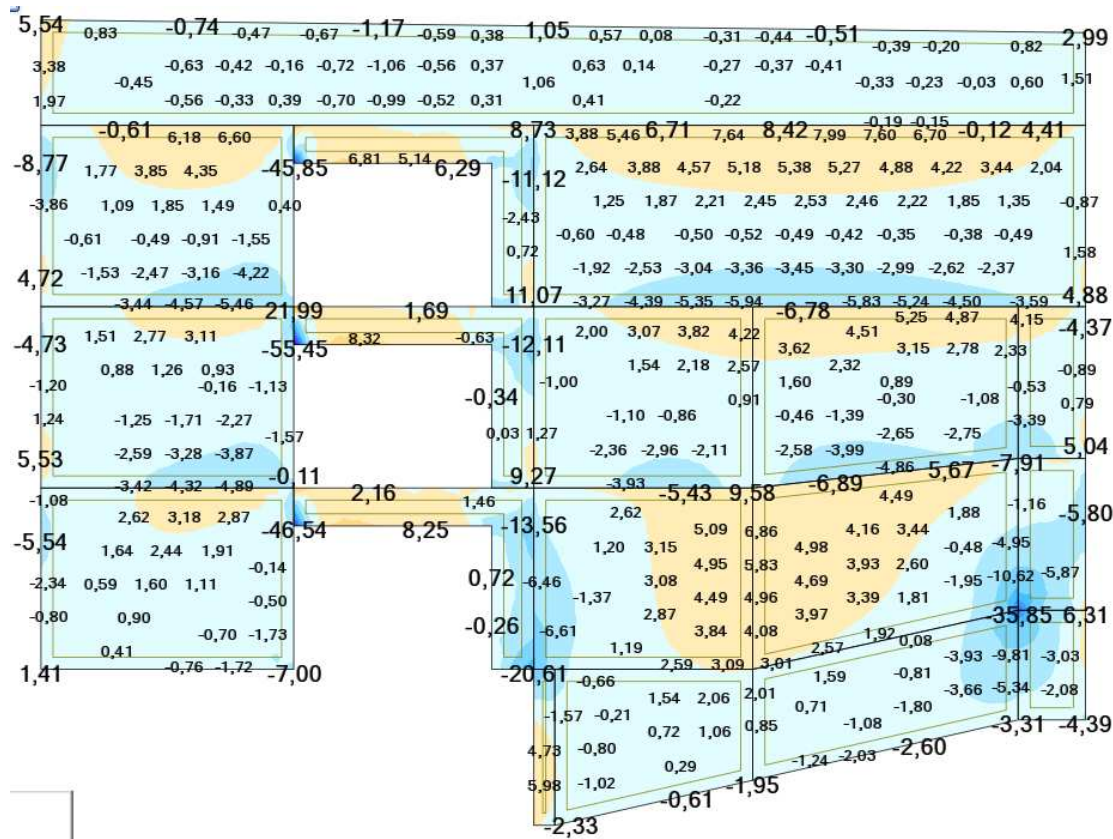 5,54 0,83 -0,74 -0,47 -0,67 -1,17 -0,59 0,38 1,05 0,57 0,08 -0,31 -0,44 -0,51 -0,39 -0,20 0,82 2,99
3,38 -0,63 -0,42 -0,16 -0,72 -1,06 -0,56 0,37 0,63 0,14 -0,27 -0,37 -0,41
-0,45 1,06 -0,33 -0,23 -0,03 0,60 1,51
1,97 -0,56 -0,33 0,39 -0,70 -0,99 -0,52 0,31 0,41 -0,22
-0,19 -0,15
-0,61 6,18 6,60 8,73 3,88 5,46 6,71 7,64 8,42 7,99 7,60 6,70 -0,12 4,41
-8,77 1,77 3,85 4,35 -45,85 6,81 5,14 6,29 2,64 3,88 4,57 5,18 5,38 5,27 4,88 4,22 3,44 2,04
-11,12
-3,86 1,09 1,85 1,49 0,40 -2,43 1,25 1,87 2,21 2,45 2,53 2,46 2,22 1,85 1,35 -0,87
-0,61 -0,49 -0,91 -1,55 0,72 -0,60 -0,48 -0,50 -0,52 -0,49 -0,42 -0,35 -0,38 -0,49 1,58
4,72 -1,53 -2,47 -3,16 -4,22 -1,92 -2,53 -3,04 -3,36 -3,45 -3,30 -2,99 -2,62 -2,37
-3,44 -4,57 -5,46 11,07 -3,27 -4,39 -5,35 -5,94 -5,83 -5,24 -4,50 -3,59 4,88
21,99 1,69 -6,78 5,25 4,87 4,15
-4,73 1,51 2,77 3,11 -55,45 8,32 -0,63 -12,11 2,00 3,07 3,82 4,22 4,51 -4,37
3,62 3,15 2,78 2,33
0,88 1,26 0,93 1,54 2,18 2,57 2,32 -0,89
-1,20 -0,16 -1,13 -1,00 1,60 0,89 -0,53
-0,34 0,91 -0,30 -1,08 0,79
1,24 -1,25 -1,71 -2,27 -1,10 -0,86 -0,46 -1,39 -3,39
-1,57 0,03 1,27 -2,65 -2,75
5,53 -2,59 -3,28 -3,87 -2,36 -2,96 -2,11 -2,58 -3,99 5,04
-0,11 9,27 -4,86 5,67 -7,91
-3,42 -4,32 -4,89 -3,93 -6,89
-1,08 2,16 1,46 -5,43 9,58 4,49 -1,16
2,62 3,18 2,87 2,62 1,88 -5,80
-5,54 -46,54 8,25 -13,56 5,09 6,86 4,16 3,44
1,64 2,44 1,91 1,20 3,15 4,98 -0,48 -4,95
-0,14 4,95 5,83 3,93 2,60
-2,34 0,59 1,60 1,11 0,72 -6,46 3,08 4,69 -1,95 -10,62 -5,87
-0,50 -1,37 4,49 4,96 3,39 1,81
-0,80 0,90 2,87 3,97 -35,85 6,31
-0,70 -1,73 -0,26 -6,61 3,84 4,08 1,92 0,08
0,41 1,19 2,57 -3,93 -9,81 -3,03
1,41 -0,76 -1,72 -7,00 -20,61 2,59 3,09 3,01 1,59 -0,81
-0,66 -3,66 -5,34 -2,08
1,54 2,06 2,01 0,71 -1,80
-1,57 -0,21 0,72 1,06 0,85 -1,08 -3,31 -4,39
4,73 -0,80 -1,24 -2,03 -2,60
0,29
5,98 -1,02 -1,95
-0,61
-2,33